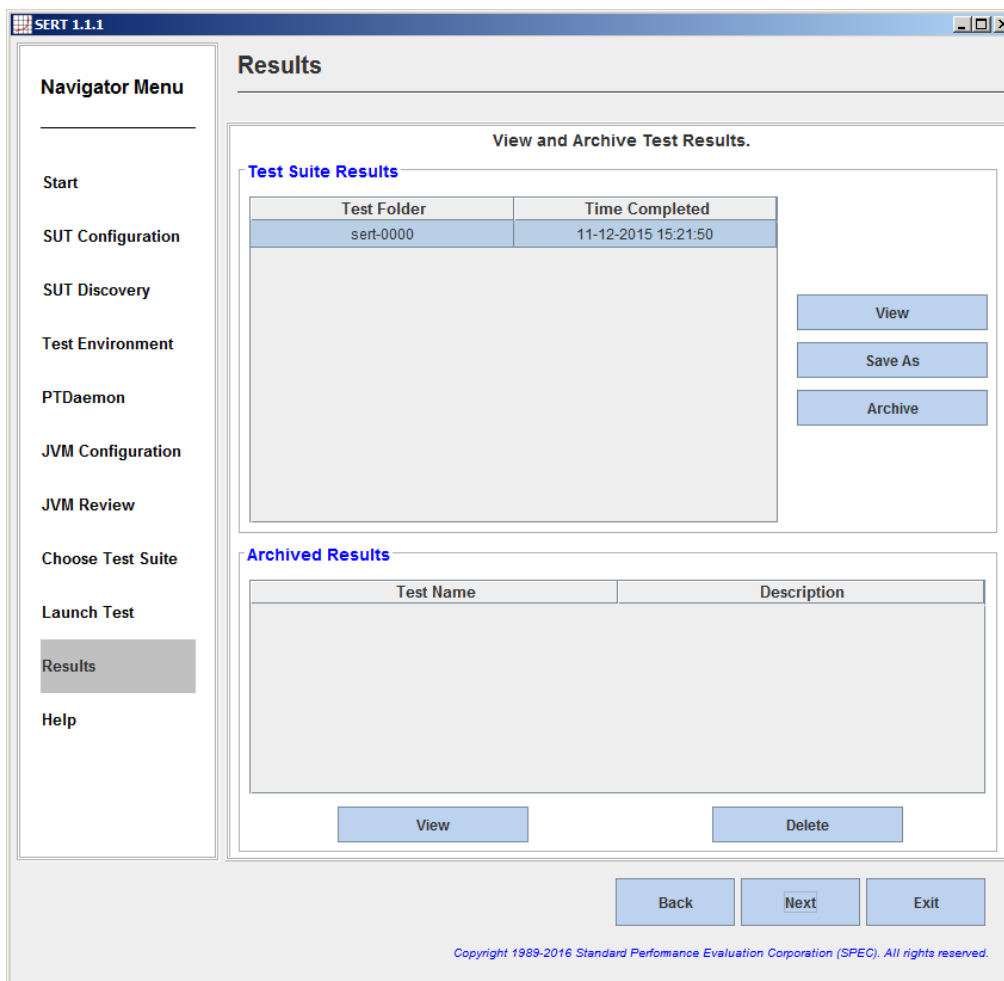 SERT 1.1.1
Navigator Menu
Start
SUT Configuration
SUT Discovery
Test Environment
PTDaemon
JVM Configuration
JVM Review
Choose Test Suite
Launch Test
Results
Help
Results
View and Archive Test Results.
Test Suite Results
Test Folder Time Completed
sert-0000 11-12-2015 15:21:50
View
Save As
Archive
Archived Results
Test Name Description
View Delete
Back Next Exit
Copyright 1989-2016 Standard Perfomance Evaluation Corporation (SPEC). All rights reserved.